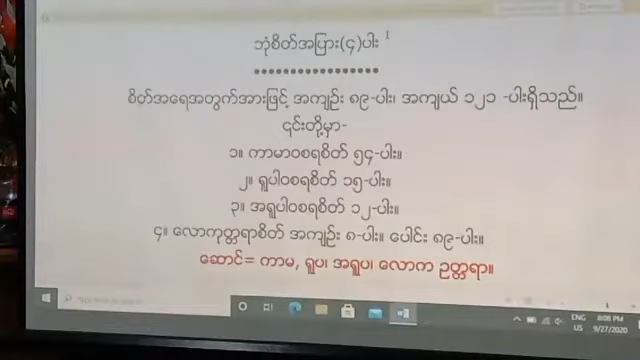 ဘုံစိတ်အပြား(၄)ပါး
စိတ်အရေအတွက်အားဖြင့် အကျဉ်း ၈၉-ပါး၊ အကျယ် ၁၂၁ -ပါးရှိသည်။
၎င်းတို့မှာ-
၁။ ကာမာဝစရစိတ် ၅၄-ပါး။
၂။ ရူပါဝစရစိတ် ၁၅-ပါး။
၃။ အရူပါဝစရစိတ် ၁၂-ပါး။
၄။ လောကုတ္တရာစိတ် အကျဉ်း ၈-ပါး။ ပေါင်း ၈၉-ပါး။
ဆောင်= ကာမ, ရူပ၊ အရူပ၊ လောက ဥတ္တရာ။
Type here to search
ENG
US
8:08 PM
9/27/2020